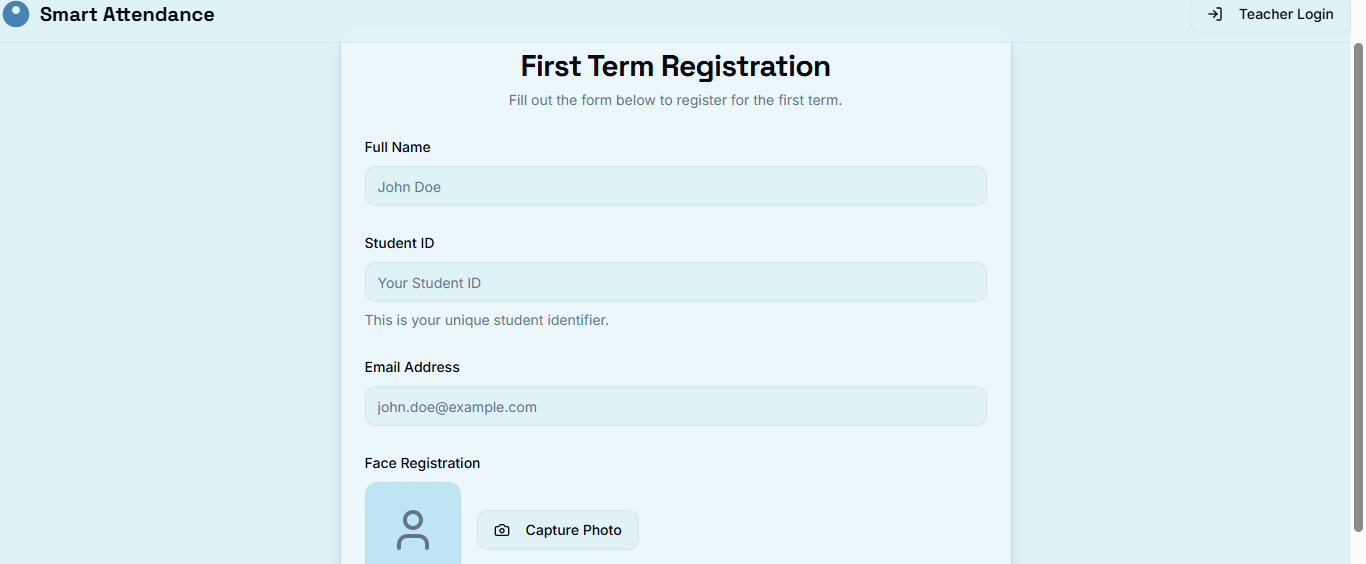 Smart Attendance
Teacher Login
First Term Registration
Fill out the form below to register for the first term.
Full Name
John Doe
Student ID
Your Student ID
This is your unique student identifier.
Email Address
john.doe@example.com
Face Registration
Capture Photo